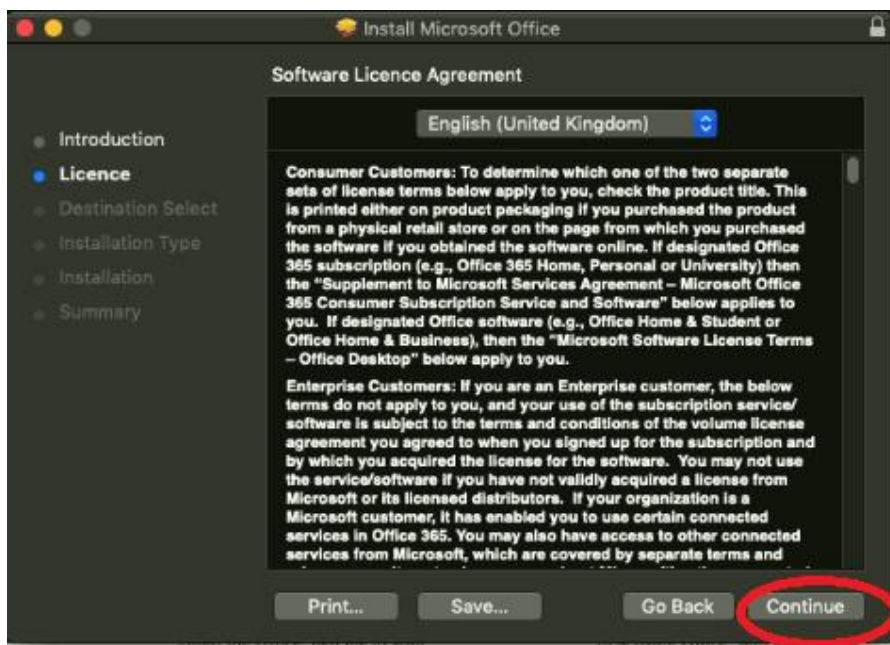 Install Microsoft Office
Software Licence Agreement
English (United Kingdom)
Introduction
Licence
Destination Select
Installation Type
Installation
Summary
Consumer Customers: To determine which one of the two separate
sets of license terms below apply to you, check the product title. This
is printed either on product packaging if you purchased the product
from a physical retail store or on the page from which you purchased
the software if you obtained the software online. If designated Office
365 subscription (e.g., Office 365 Home, Personal or University) then
the "Supplement to Microsoft Services Agreement – Microsoft Office
365 Consumer Subscription Service and Software" below applies to
you. If designated Office software (e.g., Office Home & Student or
Office Home & Business), then the "Microsoft Software License Terms
– Office Desktop" below apply to you.
Enterprise Customers: If you are an Enterprise customer, the below
terms do not apply to you, and your use of the subscription service/
software is subject to the terms and conditions of the volume license
agreement you agreed to when you signed up for the subscription and
by which you acquired the license for the software. You may not use
the service/software if you have not validly acquired a license from
Microsoft or its licensed distributors. If your organization is a
Microsoft customer, it has enabled you to use certain connected
services in Office 365. You may also have access to other connected
services from Microsoft, which are covered by separate terms and
Print...
Save...
Go Back
Continue